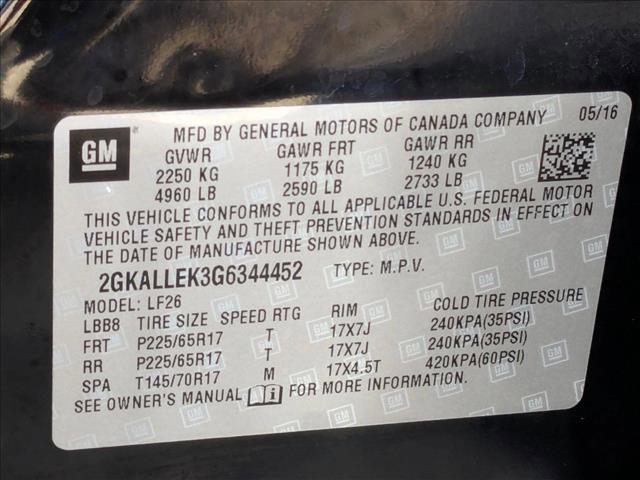 GM
MFD BY GENERAL MOTORS OF CANADA COMPANY 05/16
GVWR GAWR FRT GAWR RR
2250 KG 1175 KG 1240 KG
4960 LB 2590 LB 2733 LB
THIS VEHICLE CONFORMS TO ALL APPLICABLE U.S. FEDERAL MOTOR
VEHICLE SAFETY AND THEFT PREVENTION STANDARDS IN EFFECT ON
THE DATE OF MANUFACTURE SHOWN ABOVE.
2GKALLEK3G6344452 TYPE: M.P.V.
MODEL: LF26
LBB8 TIRE SIZE SPEED RTG RIM COLD TIRE PRESSURE
FRT P225/65R17 T 17X7J 240KPA(35PSI)
RR P225/65R17 T 17X7J 240KPA(35PSI)
SPA T145/70R17 M 17X4.5T 420KPA(60PSI)
SEE OWNER'S MANUAL i FOR MORE INFORMATION.